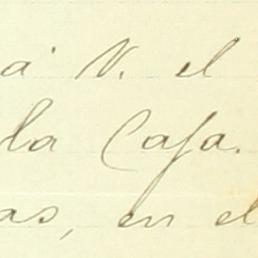 á V. el
la Casa.
as, en el